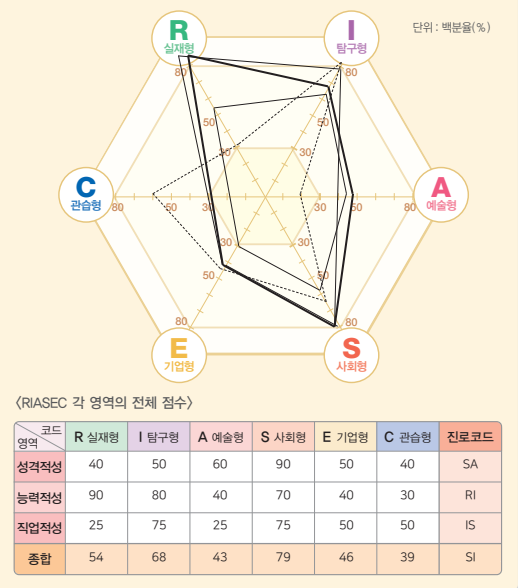 단위 : 백분율(%)
R
실재형
I
탐구형
80
80
50
50
30
30
C
관습형
80
50
30
30
50
80
A
예술형
30
30
50
50
80
80
E
기업형
S
사회형
〈RIASEC 각 영역의 전체 점수〉
코드
영역
R 실재형 I 탐구형 A 예술형 S 사회형 E 기업형 C 관습형 진로코드
성격적성 40 50 60 90 50 40 SA
능력적성 90 80 40 70 40 30 RI
직업적성 25 75 25 75 50 50 IS
종합 54 68 43 79 46 39 SI